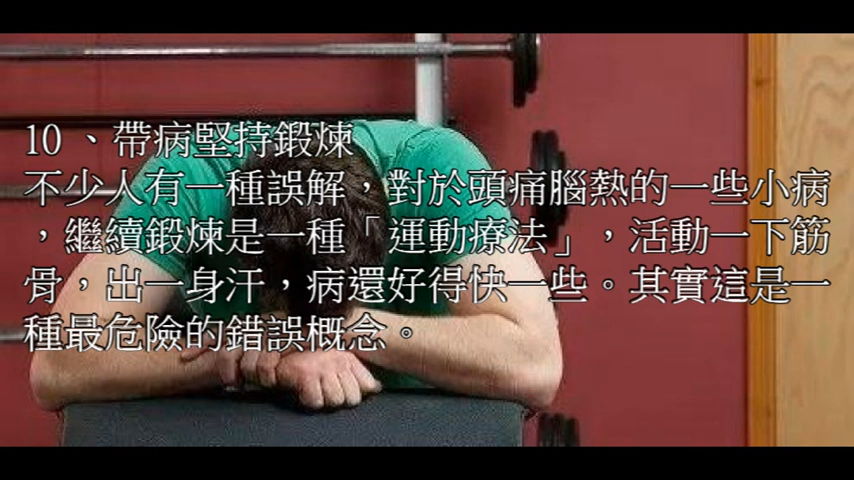 10、帶病堅持鍛煉
不少人有一種誤解，對於頭痛腦熱的一些小病
，繼續鍛煉是一種「運動療法」，活動一下筋
骨，出一身汗，病還好得快一些。其實這是一
種最危險的錯誤概念。